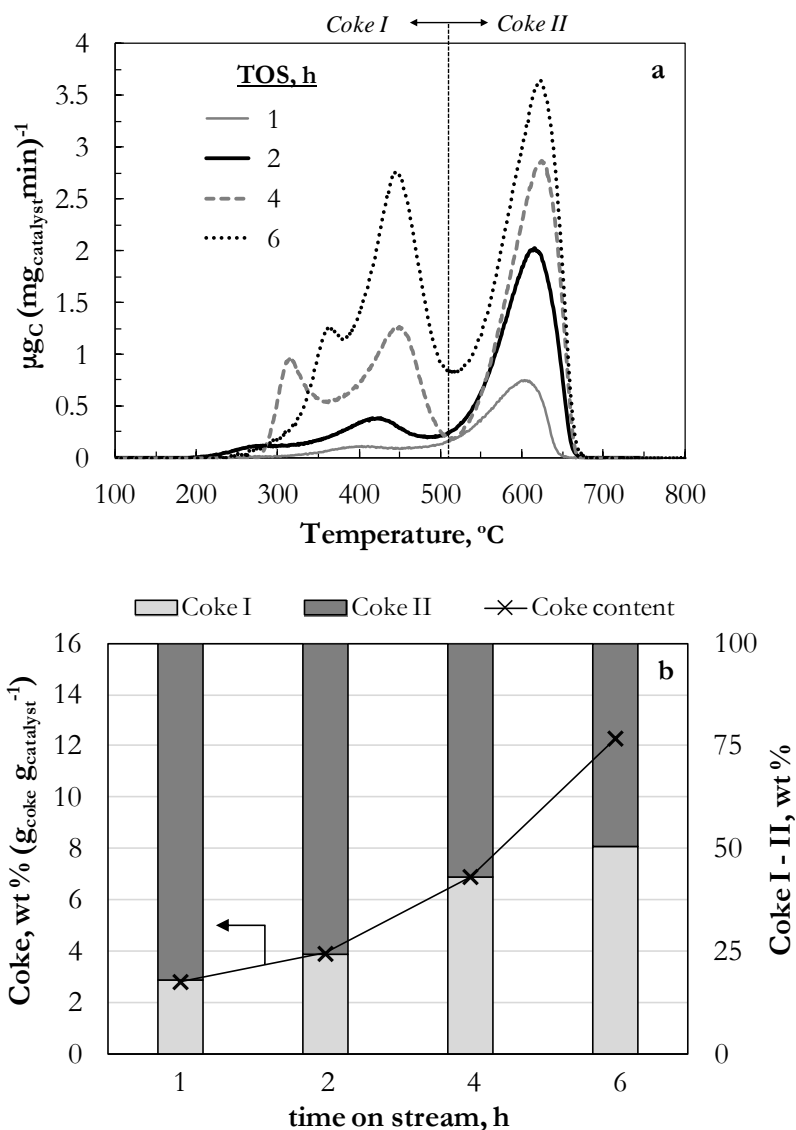 Coke I Coke II
a
TOS, h
1
2
4
6
4
3.5
3
2.5
2
1.5
1
0.5
0
µgC (mgcatalystmin)-1
100 200 300 400 500 600 700 800
Temperature, ºC
Coke I Coke II Coke content
b
16
14
12
10
8
6
4
2
0
Coke, wt % (gcoke gcatalyst-1)
100
75
50
25
0
Coke I - II, wt %
1 2 4 6
time on stream, h